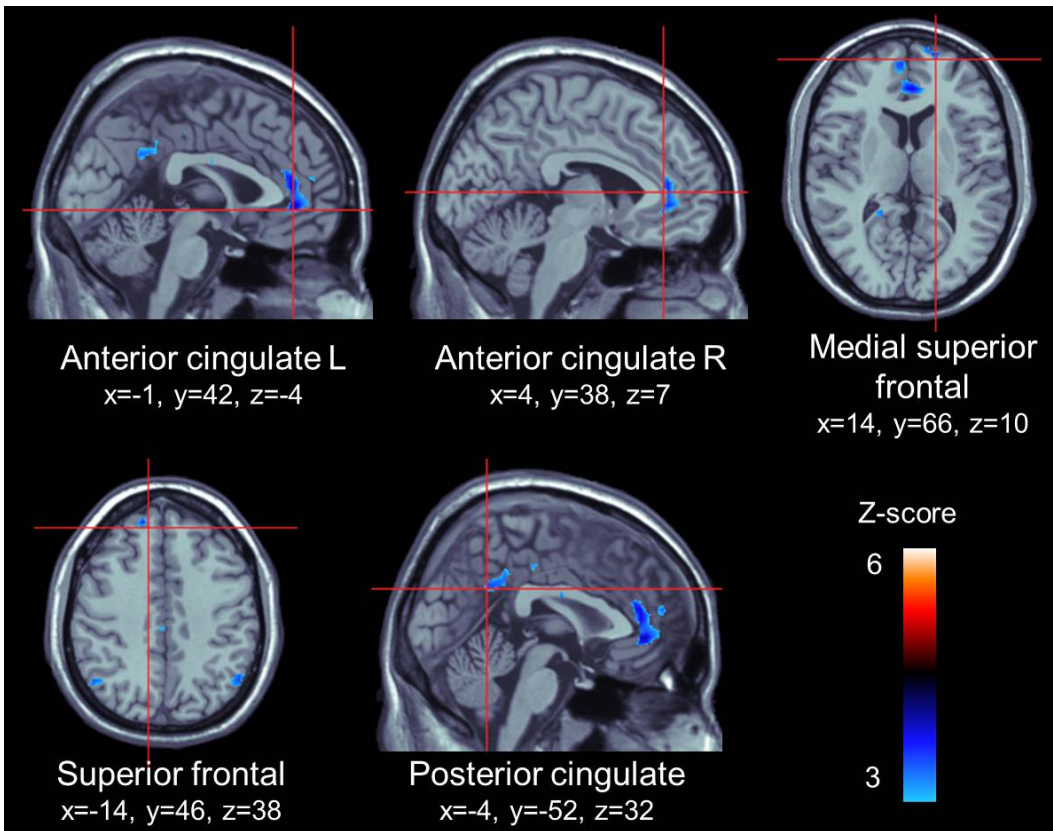 Anterior cingulate L
x=-1, y=42, z=-4
Anterior cingulate R
x=4, y=38, z=7
Medial superior
frontal
x=14, y=66, z=10
Superior frontal
x=-14, y=46, z=38
Posterior cingulate
x=-4, y=-52, z=32
Z-score
6
3